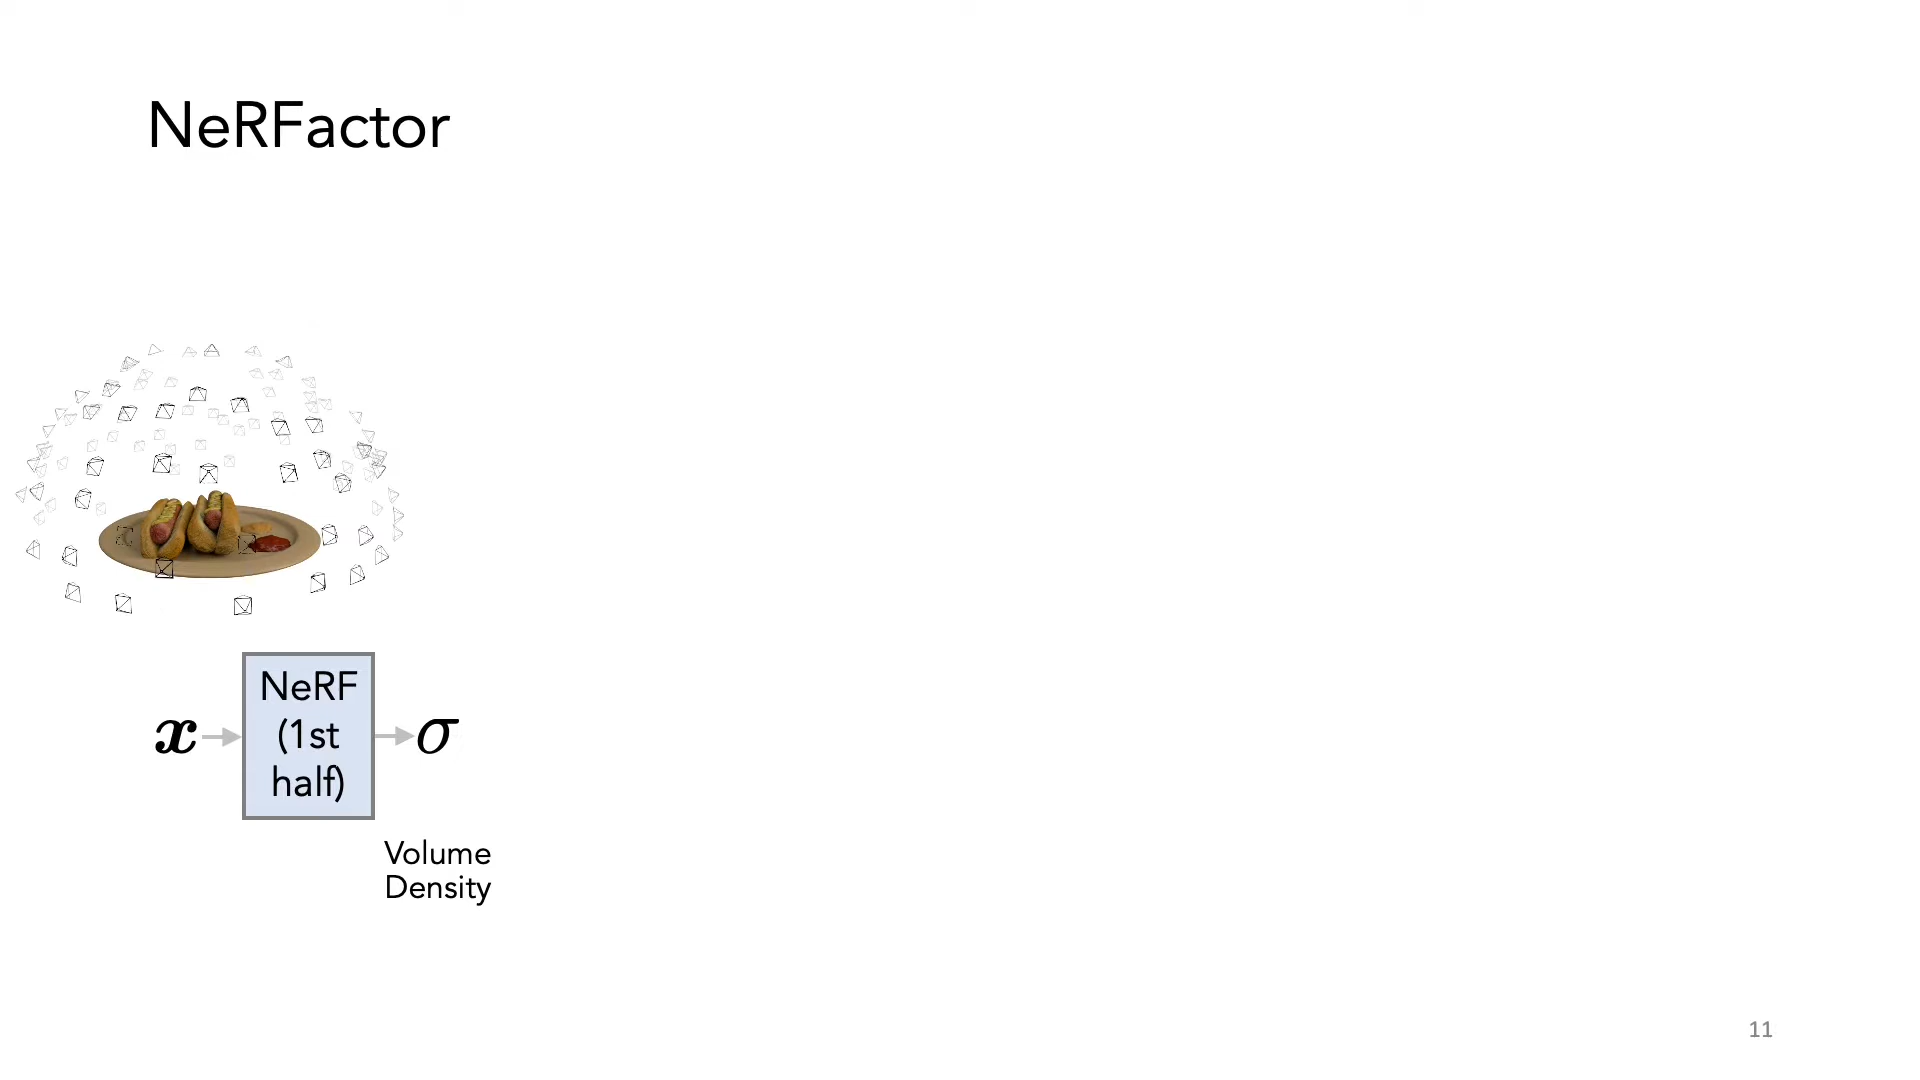 NeRFactor
NeRF
(1st
half)
𝒙
σ
Volume
Density
11